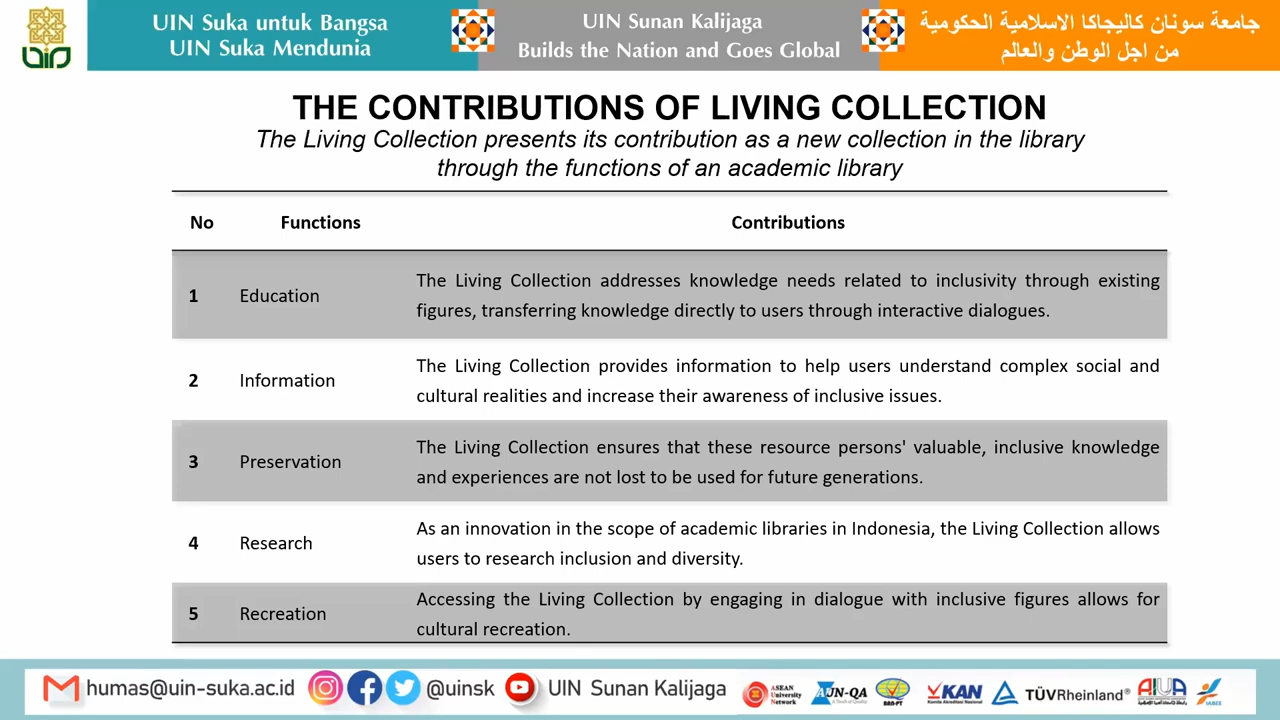 UIN Suka untuk Bangsa
UIN Suka Mendunia
UIN Sunan Kalijaga
Builds the Nation and Goes Global
جامعة سونان كاليجاكا الاسلامية الحكومية
من اجل الوطن والعالم
THE CONTRIBUTIONS OF LIVING COLLECTION
The Living Collection presents its contribution as a new collection in the library
through the functions of an academic library
No Functions Contributions
1 Education The Living Collection addresses knowledge needs related to inclusivity through existing
figures, transferring knowledge directly to users through interactive dialogues.
2 Information The Living Collection provides information to help users understand complex social and
cultural realities and increase their awareness of inclusive issues.
3 Preservation The Living Collection ensures that these resource persons' valuable, inclusive knowledge
and experiences are not lost to be used for future generations.
4 Research As an innovation in the scope of academic libraries in Indonesia, the Living Collection allows
users to research inclusion and diversity.
5 Recreation Accessing the Living Collection by engaging in dialogue with inclusive figures allows for
cultural recreation.
humas@uin-suka.ac.id @uinsk UIN Sunan Kalijaga
ASEAN
University
Network
AUN-QA
BAN-PT
KAN
Komite Akreditasi Nasional
TÜVRheinland®
AIUA
IABEE